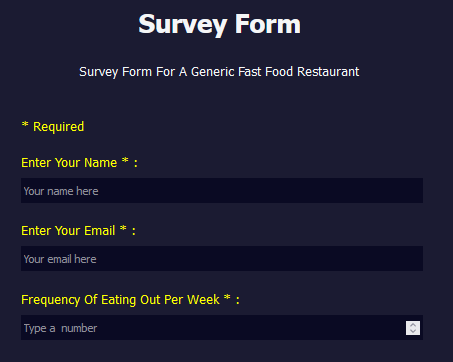 Survey Form
Survey Form For A Generic Fast Food Restaurant
* Required
Enter Your Name * :
Your name here
Enter Your Email * :
Your email here
Frequency Of Eating Out Per Week * :
Type a number